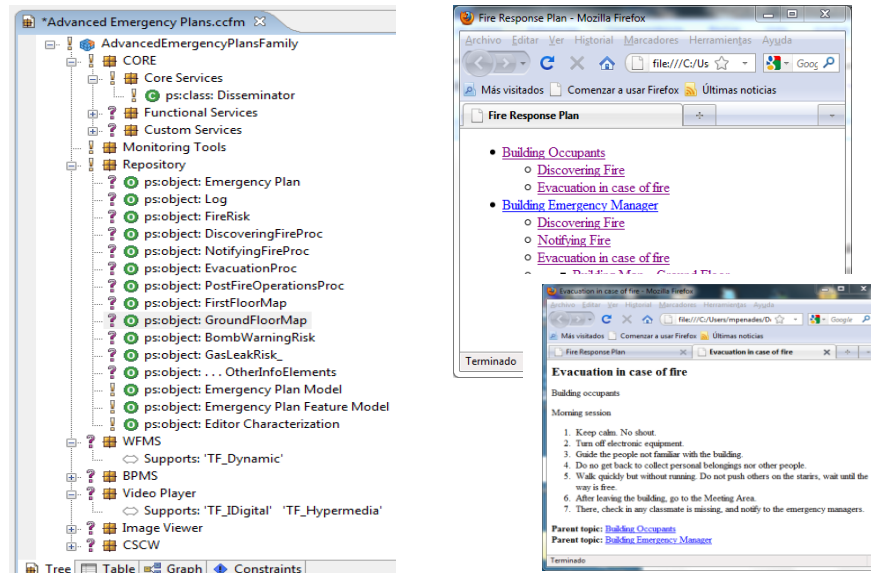 *Advanced Emergency Plans.ccfm
AdvancedEmergencyPlansFamily
CORE
Core Services
ps:class: Disseminator
Functional Services
Custom Services
Monitoring Tools
Repository
ps:object: Emergency Plan
ps:object: Log
ps:object: FireRisk
ps:object: DiscoveringFireProc
ps:object: NotifyingFireProc
ps:object: EvacuationProc
ps:object: PostFireOperationsProc
ps:object: FirstFloorMap
ps:object: GroundFloorMap
ps:object: BombWarningRisk
ps:object: GasLeakRisk_
ps:object: . . . OtherInfoElements
ps:object: Emergency Plan Model
ps:object: Emergency Plan Feature Model
ps:object: Editor Characterization
WFMS
Supports: 'TF_Dynamic'
BPMS
Video Player
Supports: 'TF_IDigital' 'TF_Hypermedia'
Image Viewer
CSCW
Tree Table Graph Constraints
Fire Response Plan - Mozilla Firefox
Archivo Editar Ver Historial Marcadores Herramientas Ayuda
file:///C:/Us Goog
Más visitados Comenzar a usar Firefox Últimas noticias
Fire Response Plan
Building Occupants
Discovering Fire
Evacuation in case of fire
Building Emergency Manager
Discovering Fire
Notifying Fire
Evacuation in case of fire
Building Map - Ground Floor
Terminado
Evacuation in case of fire - Mozilla Firefox
Archivo Editar Ver Historial Marcadores Herramientas Ayuda
file:///C:/Users/mpenades/D Google
Más visitados Comenzar a usar Firefox Últimas noticias
Fire Response Plan Evacuation in case of fire
Evacuation in case of fire
Building occupants
Morning session
1. Keep calm. No shout.
2. Turn off electronic equipment.
3. Guide the people not familiar with the building.
4. Do no get back to collect personal belongings nor other people.
5. Walk quickly but without running. Do not push others on the starirs, wait until the
way is free.
6. After leaving the building, go to the Meeting Area.
7. There, check in any classmate is missing, and notify to the emergency managers.
Parent topic: Building Occupants
Parent topic: Building Emergency Manager
Terminado